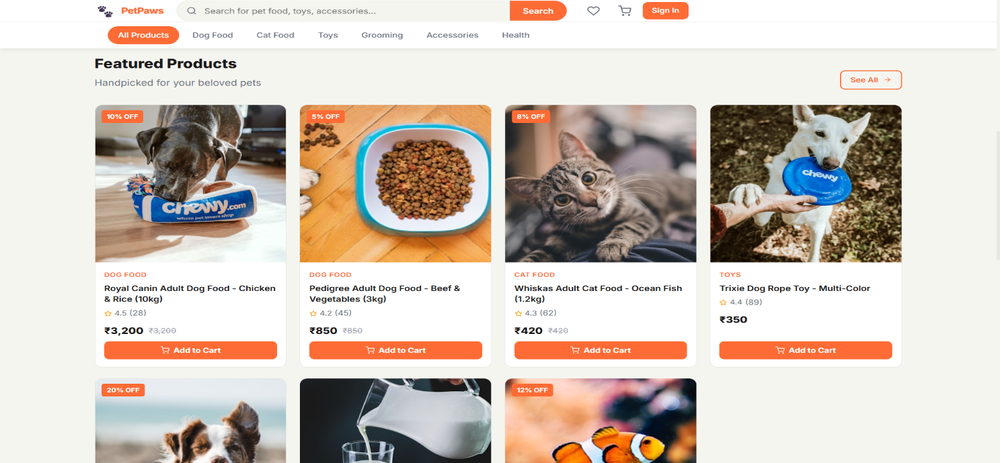 PetPaws
Search for pet food, toys, accessories...
Search
Sign In
All Products
Dog Food
Cat Food
Toys
Grooming
Accessories
Health
Featured Products
Handpicked for your beloved pets
See All
10% OFF
chewy.com
where pet lovers shop
DOG FOOD
Royal Canin Adult Dog Food - Chicken
& Rice (10kg)
4.5 (28)
₹3,200 ₹3,200
Add to Cart
5% OFF
DOG FOOD
Pedigree Adult Dog Food - Beef &
Vegetables (3kg)
4.2 (45)
₹850 ₹850
Add to Cart
8% OFF
CAT FOOD
Whiskas Adult Cat Food - Ocean Fish
(1.2kg)
4.3 (62)
₹420 ₹420
Add to Cart
chewy
TOYS
Trixie Dog Rope Toy - Multi-Color
4.4 (89)
₹350
Add to Cart
20% OFF
12% OFF